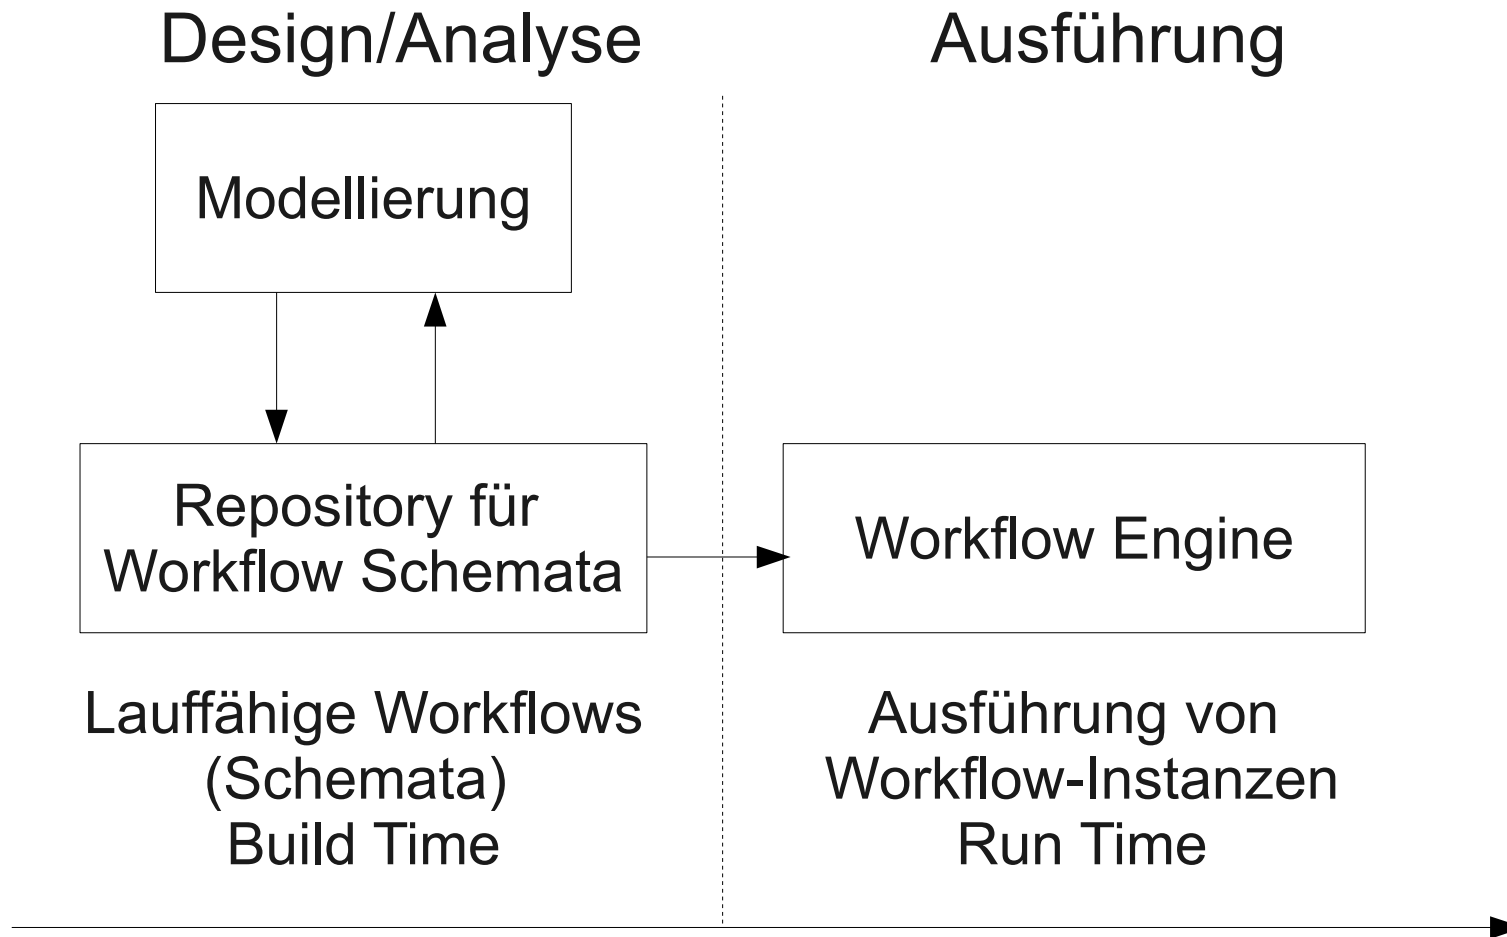 Design/Analyse
Ausführung
Modellierung
Repository für
Workflow Schemata
Workflow Engine
Lauffähige Workflows
(Schemata)
Build Time
Ausführung von
Workflow-Instanzen
Run Time